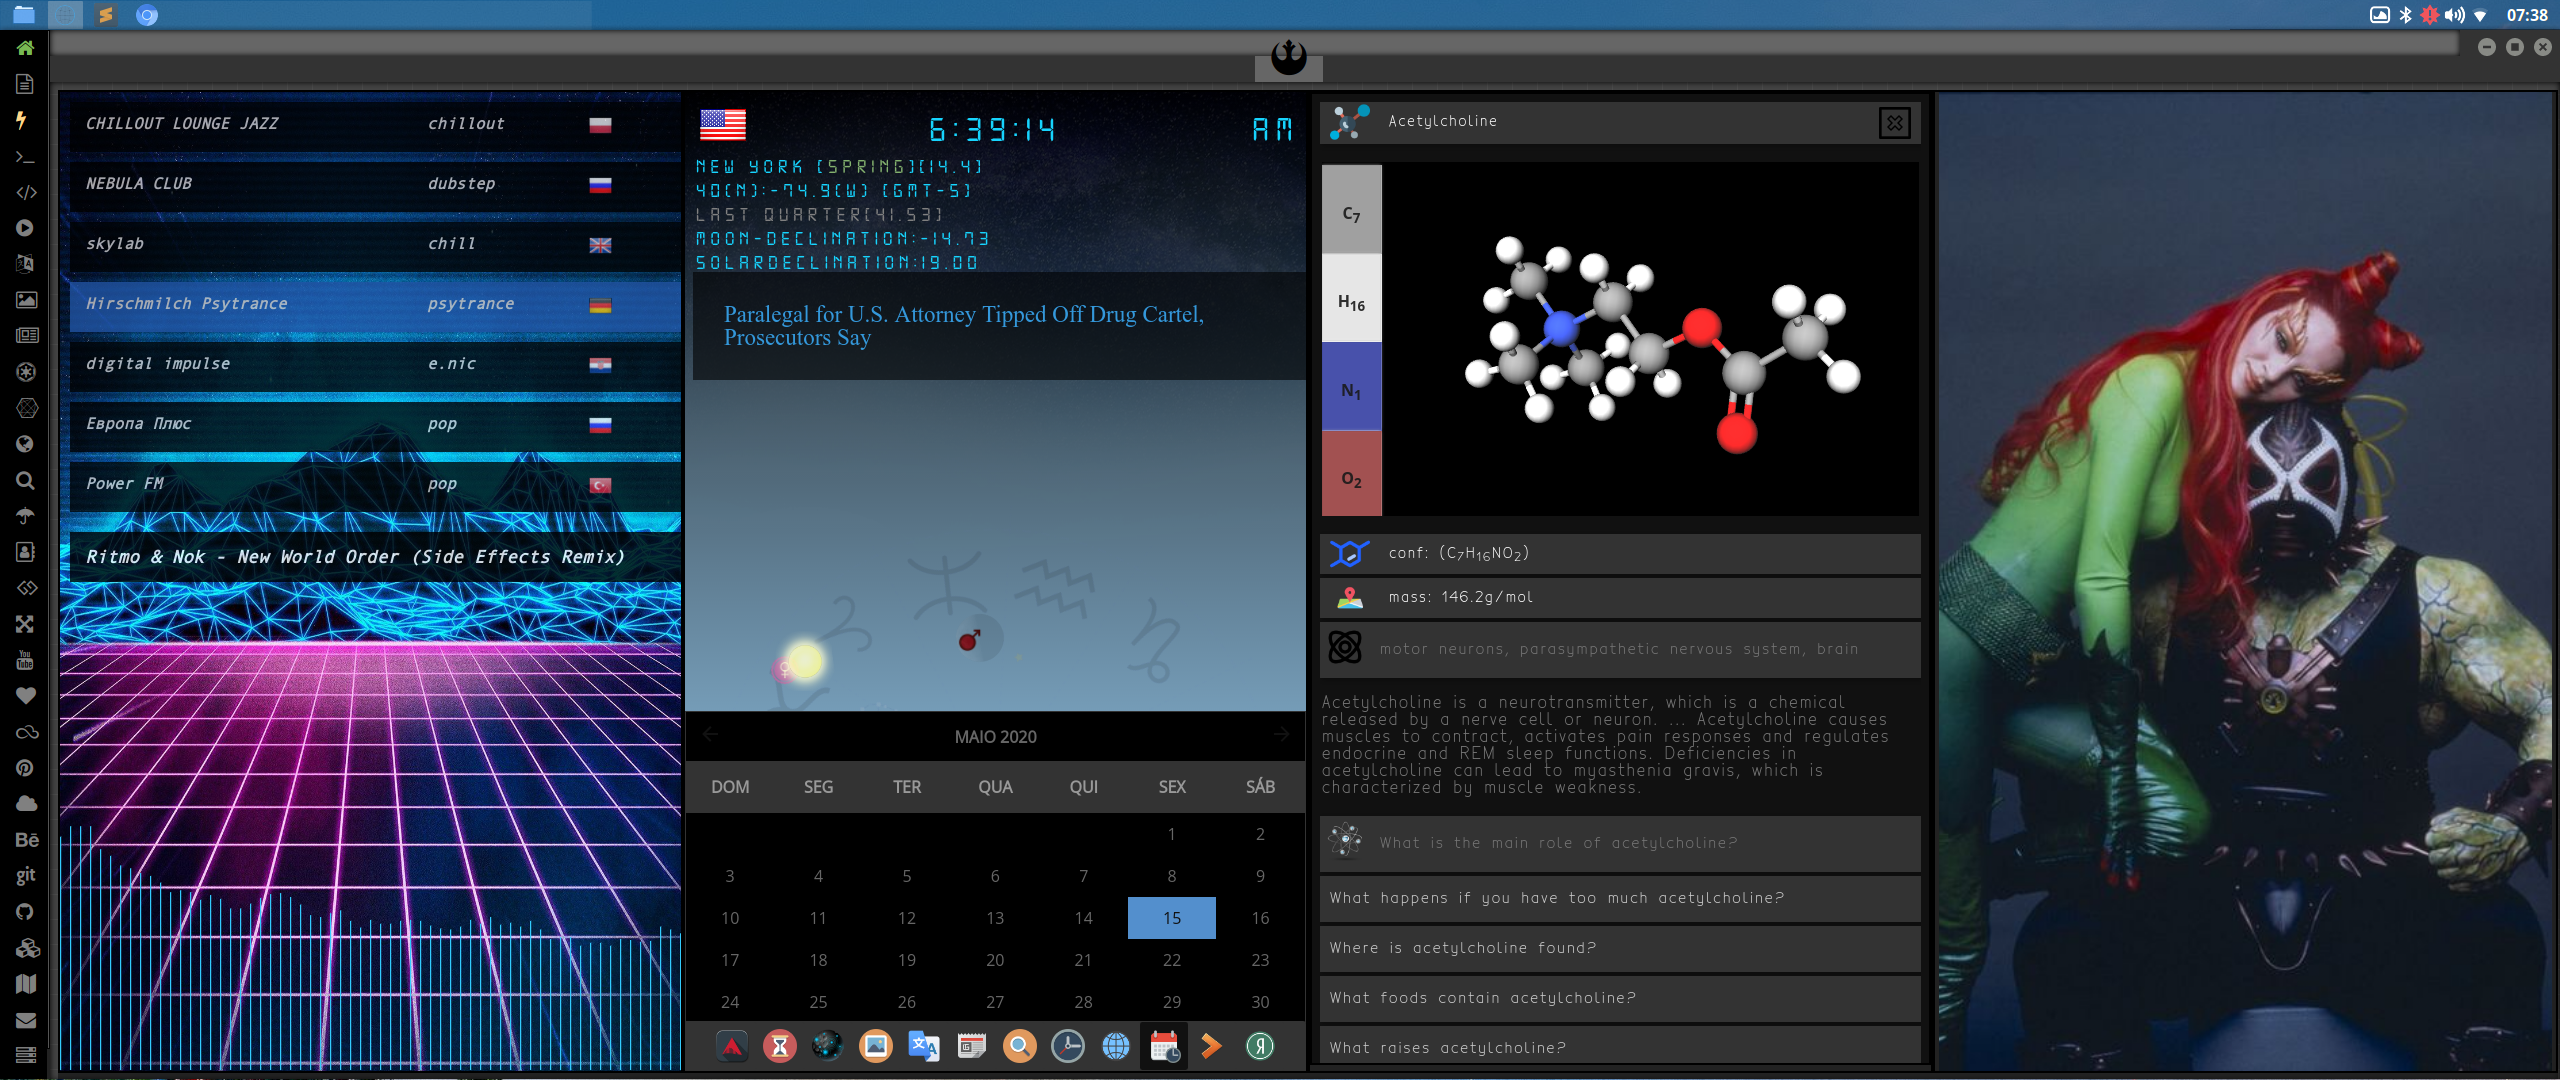 07:38
CHILLOUT LOUNGE JAZZ chillout
NEBULA CLUB dubstep
skylab chill
Hirschmilch Psytrance psytrance
digital impulse e.nic
Европа Плюс pop
Power FM pop
Ritmo & Nok - New World Order (Side Effects Remix)
You
Tube
Bē
git
6:39:14 AM
NEW YORK [SPRING][14.4]
40(N):-74.9(W) [GMT-5]
LAST QUARTER[41.53]
MOON-DECLINATION:-14.73
SOLARDECLINATION:19.00
Paralegal for U.S. Attorney Tipped Off Drug Cartel,
Prosecutors Say
MAIO 2020
DOM SEG TER QUA QUI SEX SÁB
1 2
3 4 5 6 7 8 9
10 11 12 13 14 15 16
17 18 19 20 21 22 23
24 25 26 27 28 29 30
Acetylcholine
C7
H16
N1
O2
conf: (C7H16NO2)
mass: 146.2g/mol
motor neurons, parasympathetic nervous system, brain
Acetylcholine is a neurotransmitter, which is a chemical
released by a nerve cell or neuron. ... Acetylcholine causes
muscles to contract, activates pain responses and regulates
endocrine and REM sleep functions. Deficiencies in
acetylcholine can lead to myasthenia gravis, which is
characterized by muscle weakness.
What is the main role of acetylcholine?
What happens if you have too much acetylcholine?
Where is acetylcholine found?
What foods contain acetylcholine?
What raises acetylcholine?